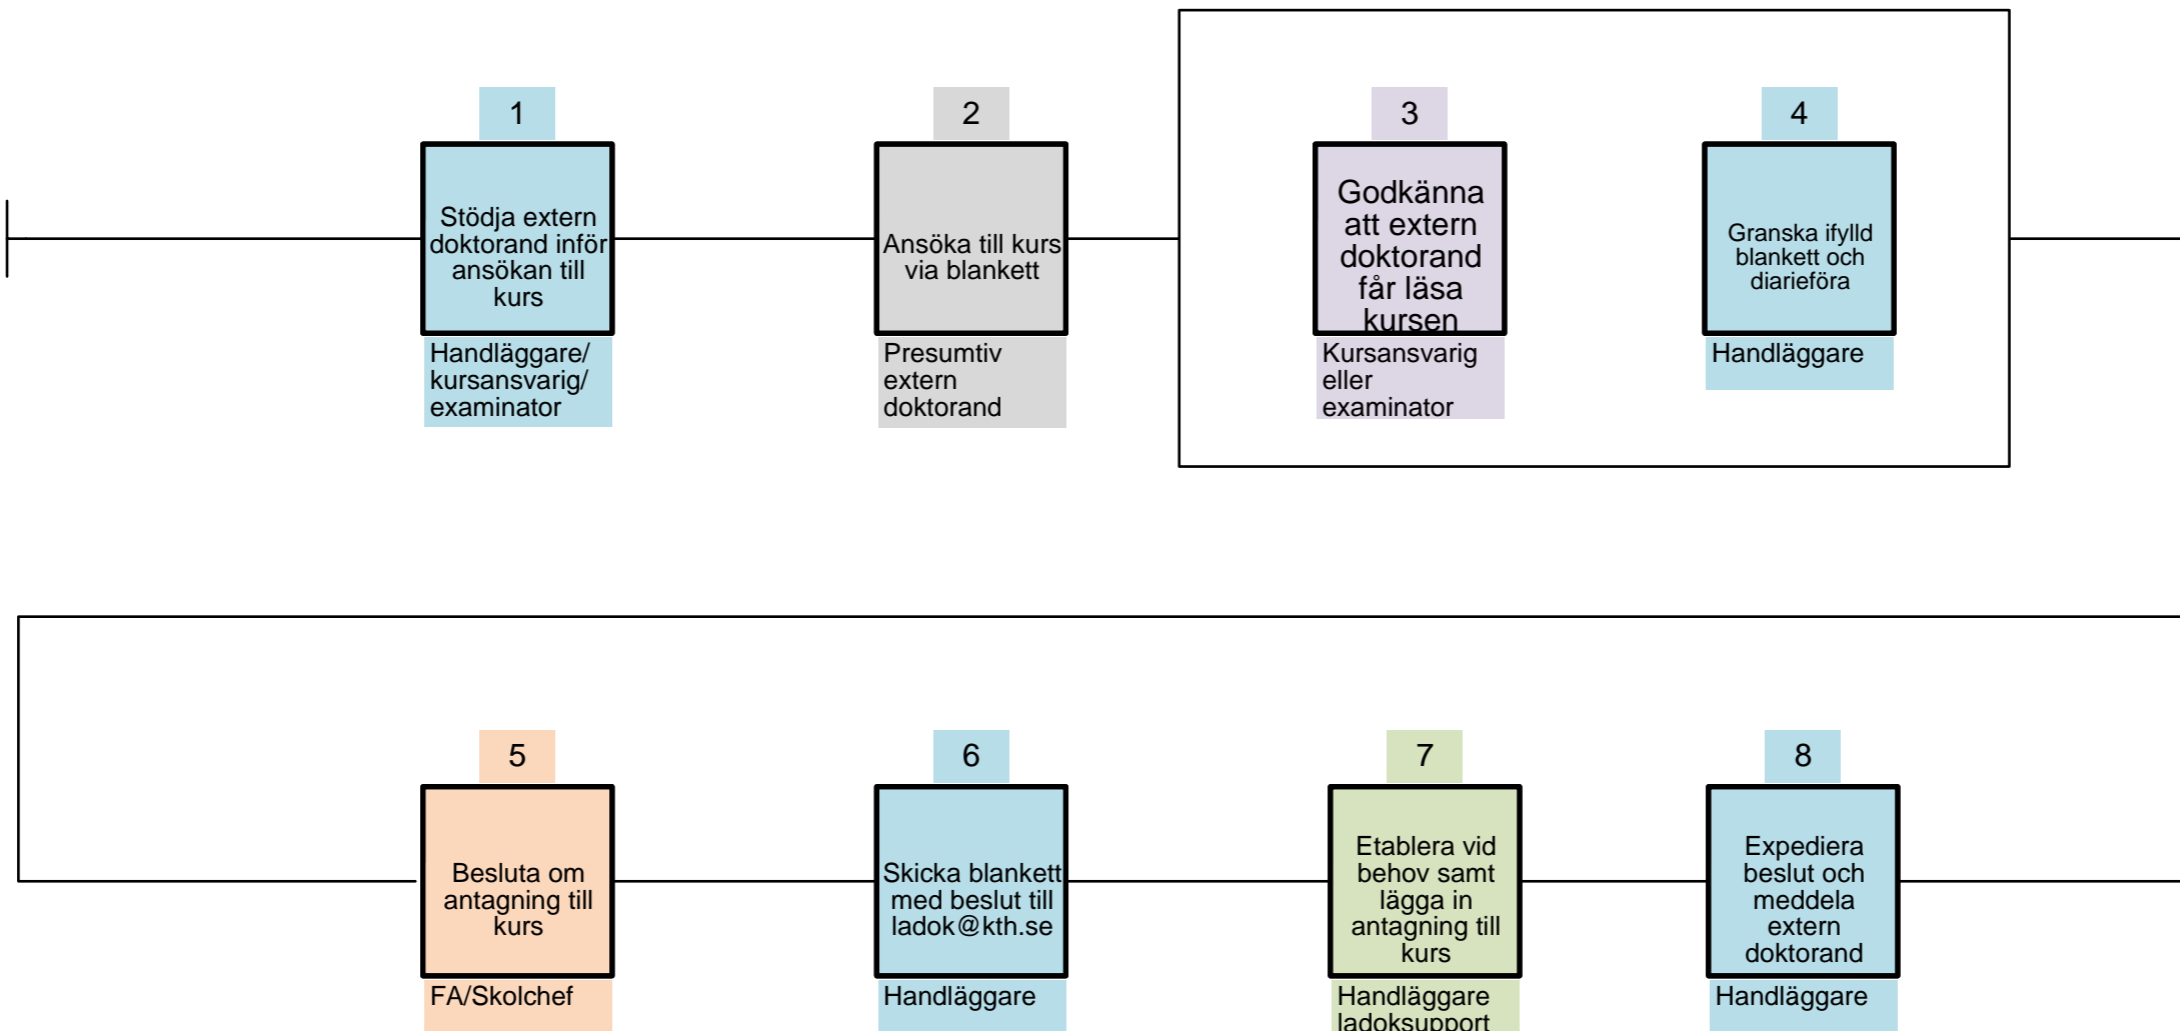 1
Stödja extern
doktorand inför
ansökan till
kurs
Handläggare/
kursansvarig/
examinator
2
Ansöka till kurs
via blankett
Presumtiv
extern
doktorand
3
Godkänna
att extern
doktorand
får läsa
kursen
Kursansvarig
eller
examinator
4
Granska ifylld
blankett och
diarieföra
Handläggare
5
Besluta om
antagning till
kurs
FA/Skolchef
6
Skicka blankett
med beslut till
ladok@kth.se
Handläggare
7
Etablera vid
behov samt
lägga in
antagning till
kurs
Handläggare
ladoksupport
8
Expediera
beslut och
meddela
extern
doktorand
Handläggare